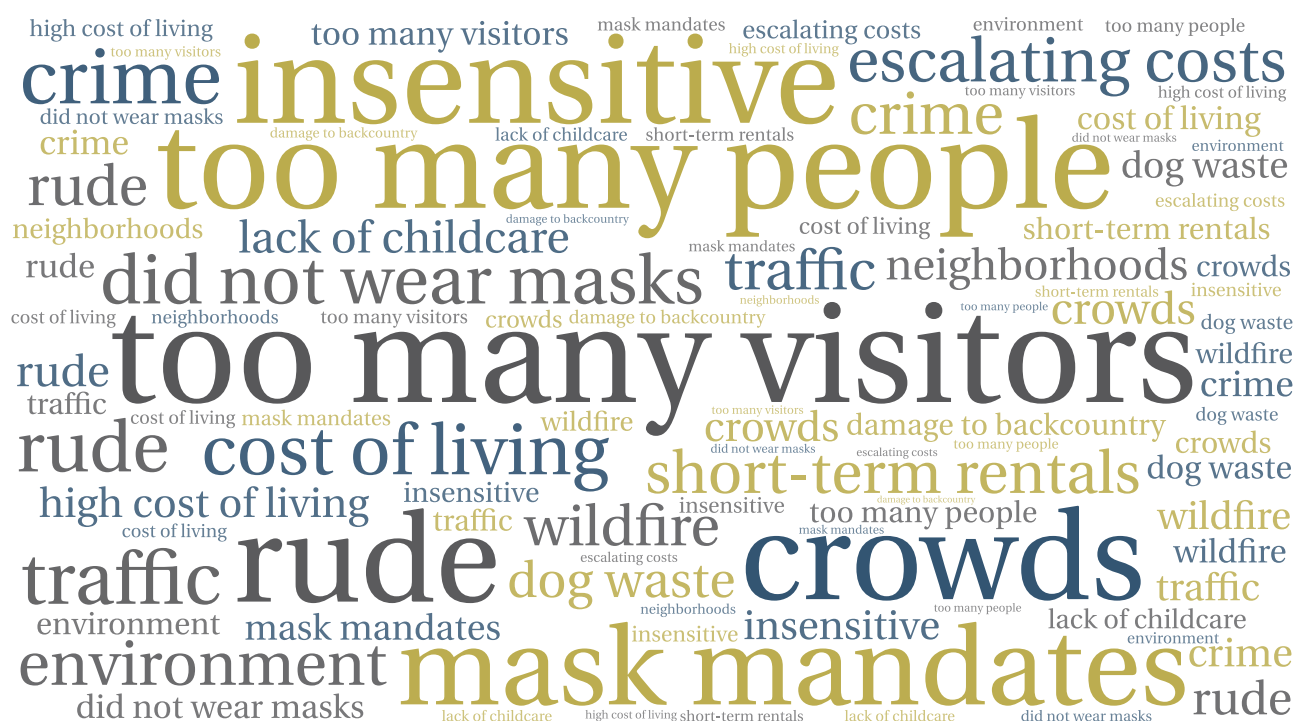 high cost of living too many visitors mask mandates escalating costs environment too many people
too many visitors insensitive high cost of living escalating costs
crime too many visitors high cost of living
did not wear masks crime cost of living
damage to backcountry lack of childcare short-term rentals did not wear masks
crime too many people environment
rude dog waste
escalating costs
neighborhoods lack of childcare damage to backcountry cost of living short-term rentals
mask mandates
rude did not wear masks traffic neighborhoods crowds
neighborhoods short-term rentals insensitive
cost of living neighborhoods too many visitors crowds damage to backcountry too many people crowds dog waste
too many visitors
rude wildfire
traffic crime
cost of living mask mandates wildfire too many visitors dog waste
crowds damage to backcountry
rude cost of living did not wear masks escalating costs too many people crowds
short-term rentals dog waste
high cost of living insensitive damage to backcountry
insensitive
traffic wildfire too many people wildfire
cost of living rude mask mandates crowds
escalating costs wildfire
traffic dog waste traffic
neighborhoods too many people
environment mask mandates insensitive insensitive lack of childcare
environment
environment mask mandates crime
did not wear masks rude
lack of childcare high cost of living short-term rentals lack of childcare did not wear masks